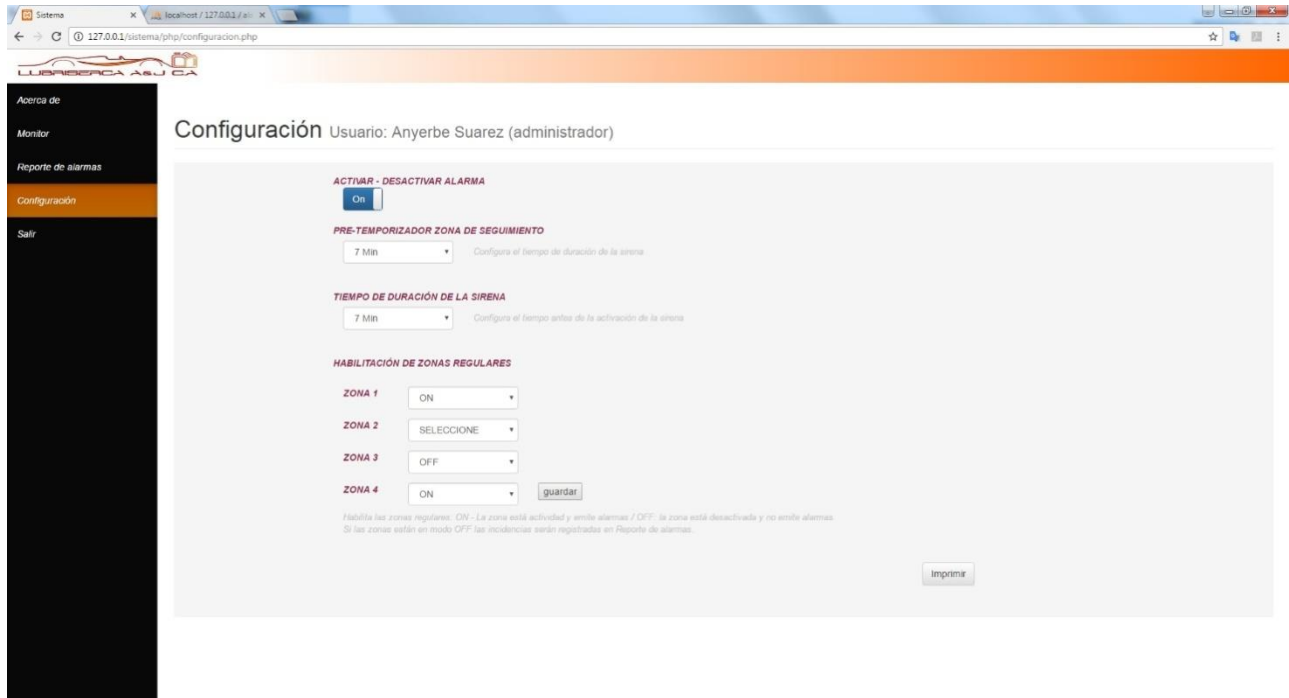 Sistema
localhost / 127.0.0.1 / al
127.0.0.1/sistema/php/configuracion.php
LUBRIBERCA A&J CA
Acerca de
Monitor
Reporte de alarmas
Configuración
Salir
Configuración Usuario: Anyerbe Suarez (administrador)
ACTIVAR - DESACTIVAR ALARMA
On
PRE-TEMPORIZADOR ZONA DE SEGUIMIENTO
7 Min Configura el tiempo de duración de la sirena
TIEMPO DE DURACIÓN DE LA SIRENA
7 Min Configura el tiempo antes de la activación de la sirena
HABILITACIÓN DE ZONAS REGULARES
ZONA 1 ON
ZONA 2 SELECCIONE
ZONA 3 OFF
ZONA 4 ON guardar
Habilita las zonas regulares. ON - La zona está actividad y emite alarmas / OFF: la zona está desactivada y no emite alarmas
Si las zonas están en modo OFF las incidencias serán registradas en Reporte de alarmas.
Imprimir